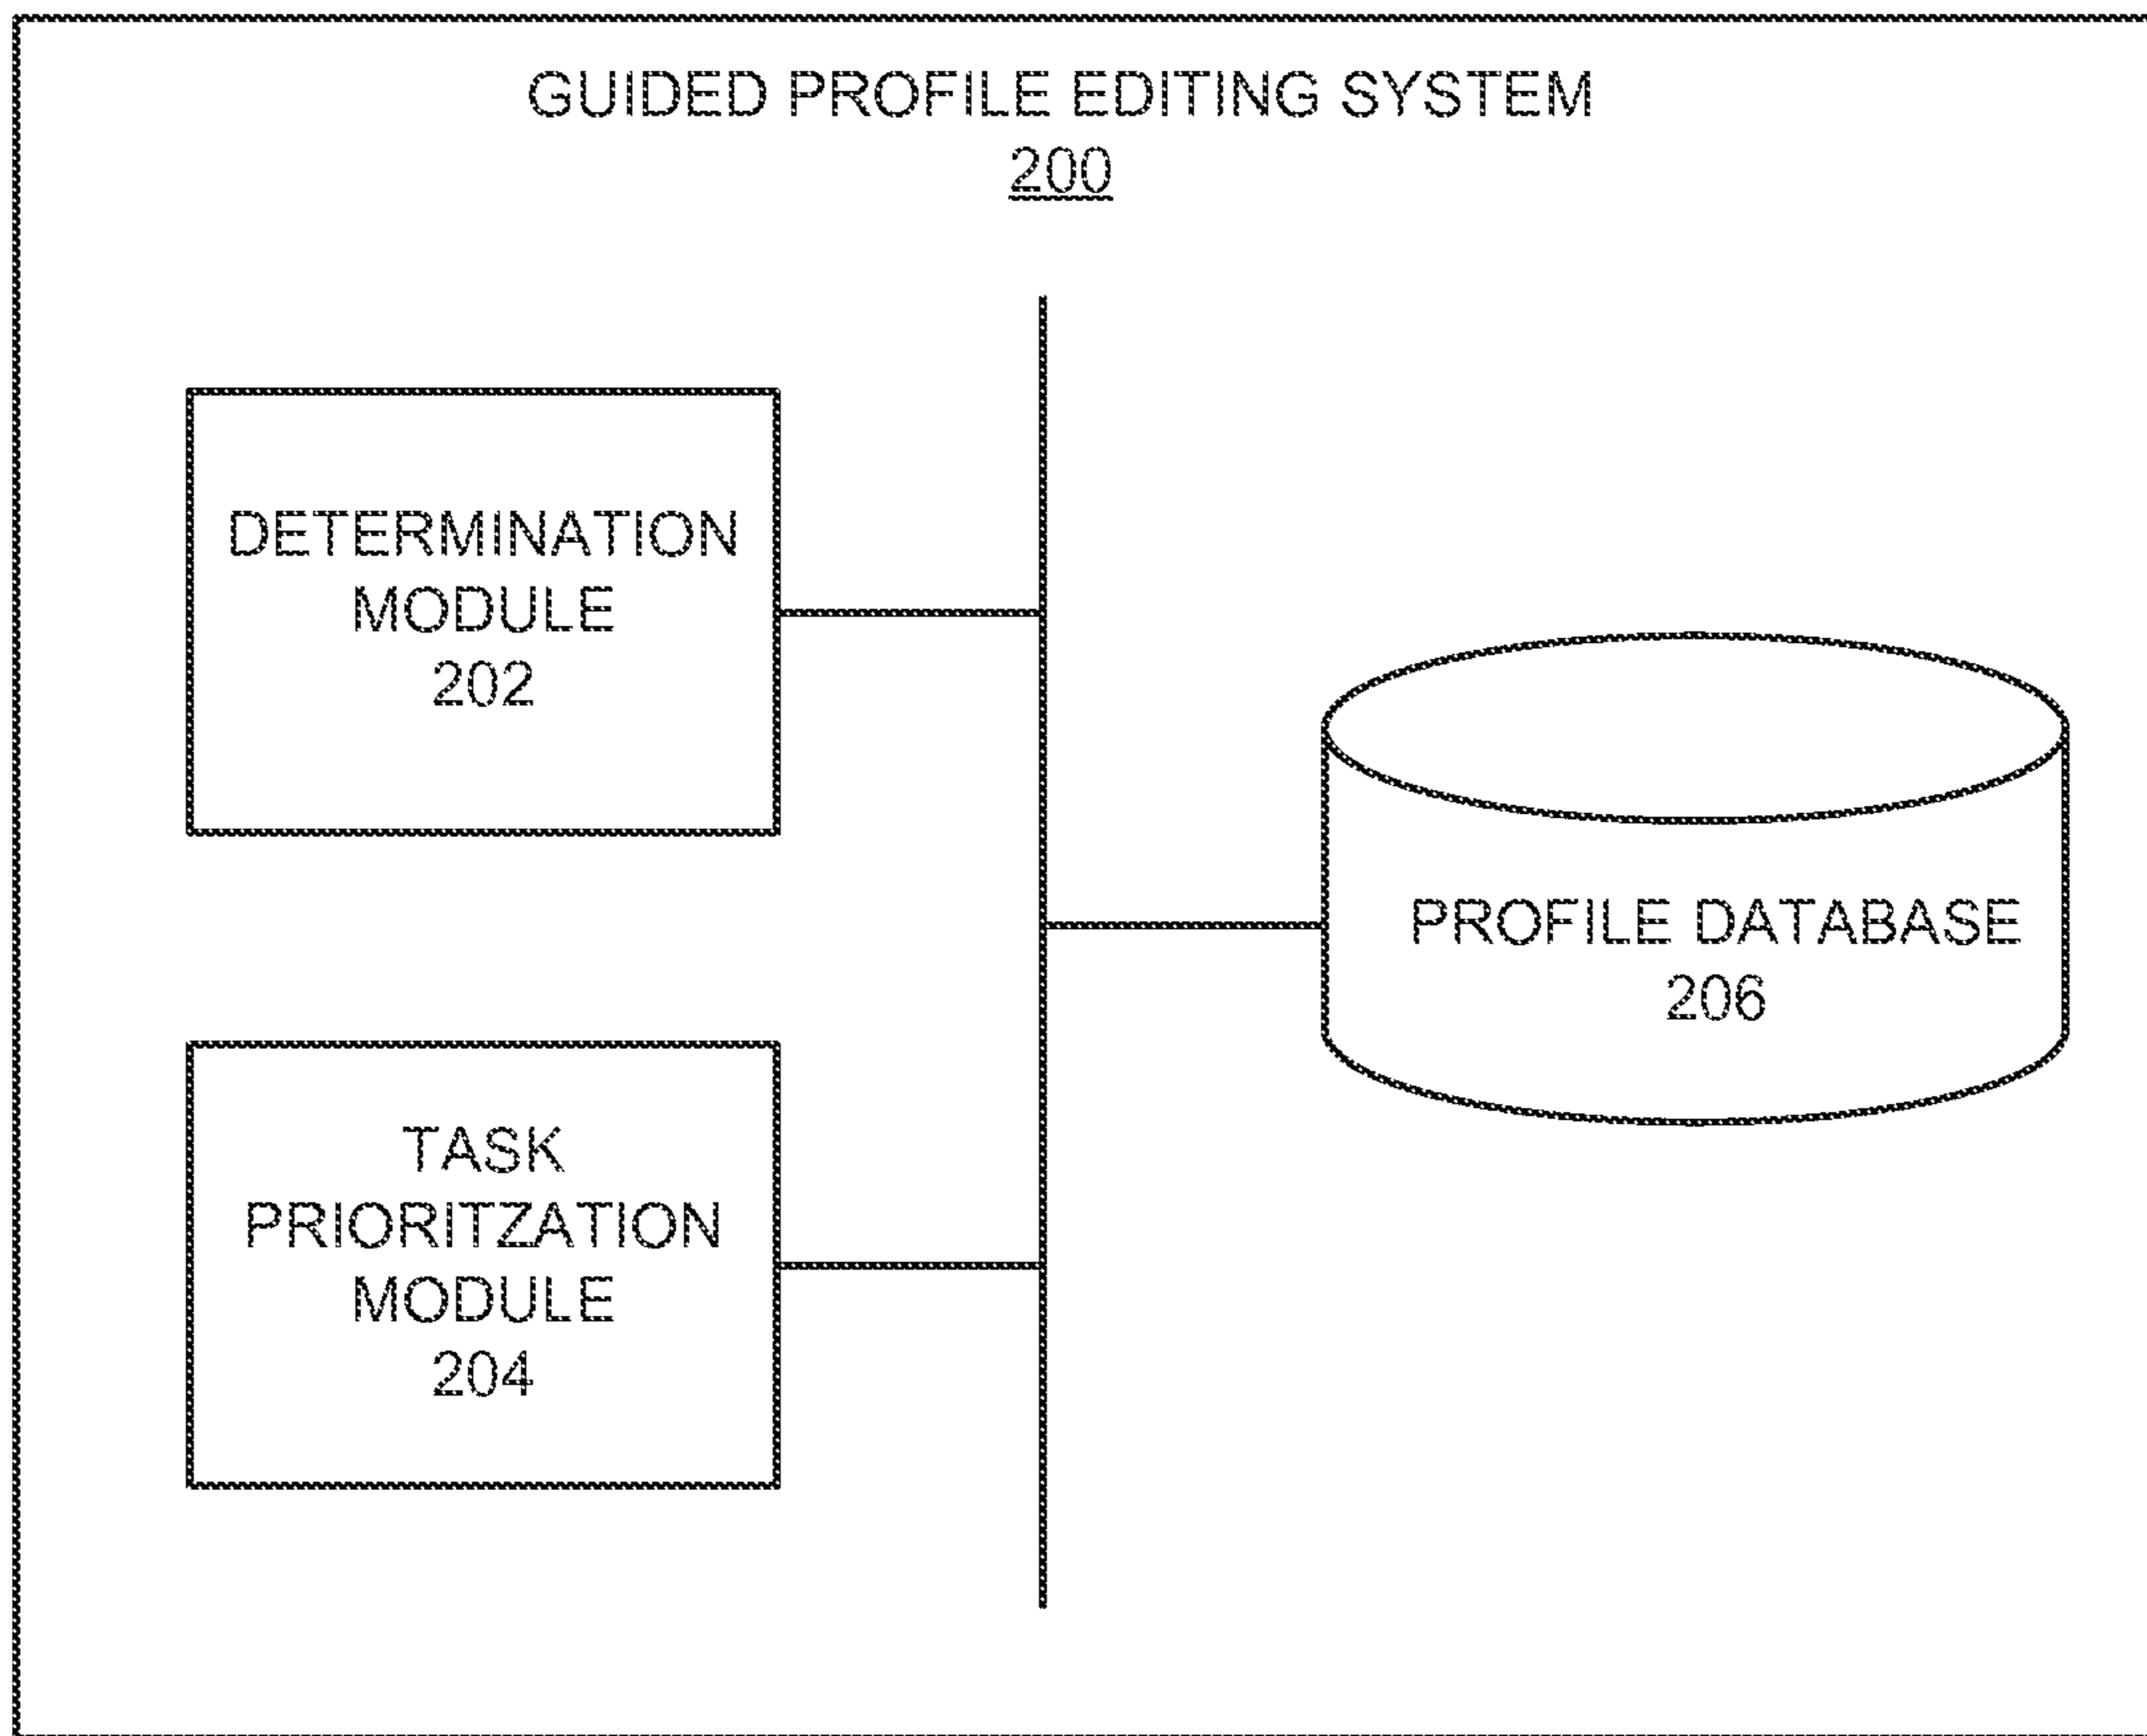 GUIDED PROFILE EDITING SYSTEM
200
DETERMINATION
MODULE
202
PROFILE DATABASE
206
TASK
PRIORITZATION
MODULE
204